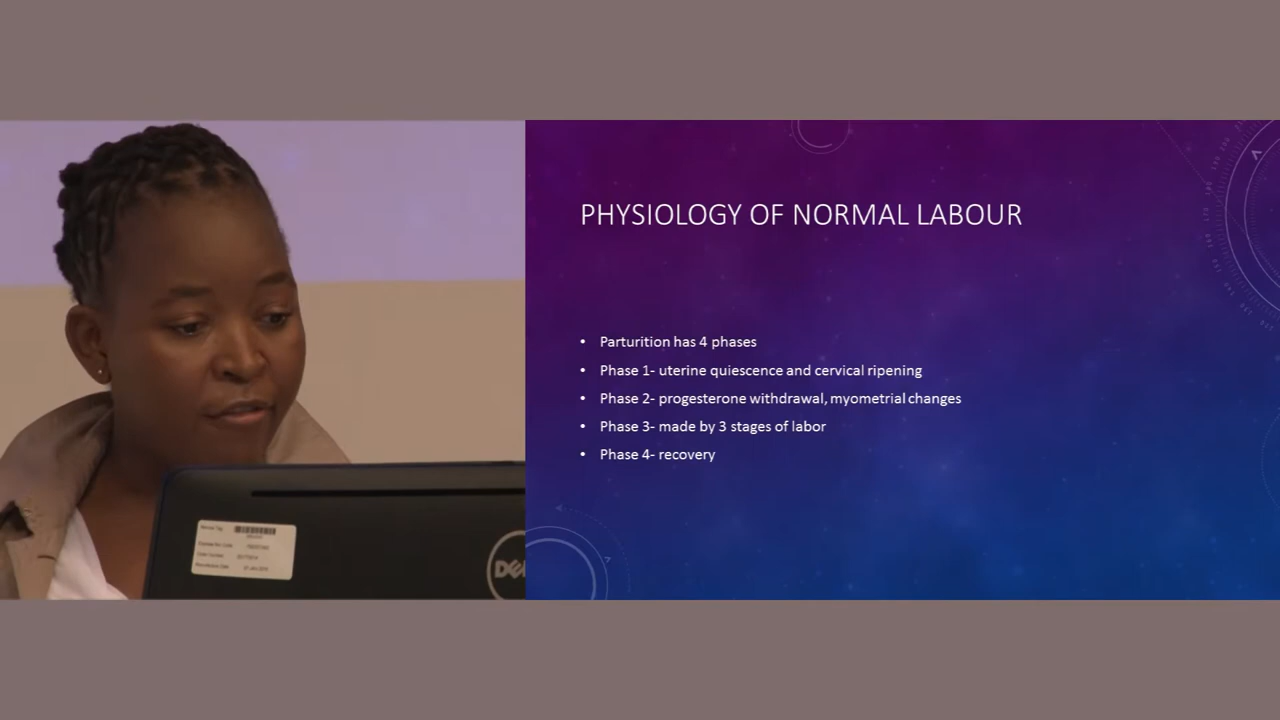 PHYSIOLOGY OF NORMAL LABOUR
• Parturition has 4 phases
• Phase 1- uterine quiescence and cervical ripening
• Phase 2- progesterone withdrawal, myometrial changes
• Phase 3- made by 3 stages of labor
• Phase 4- recovery